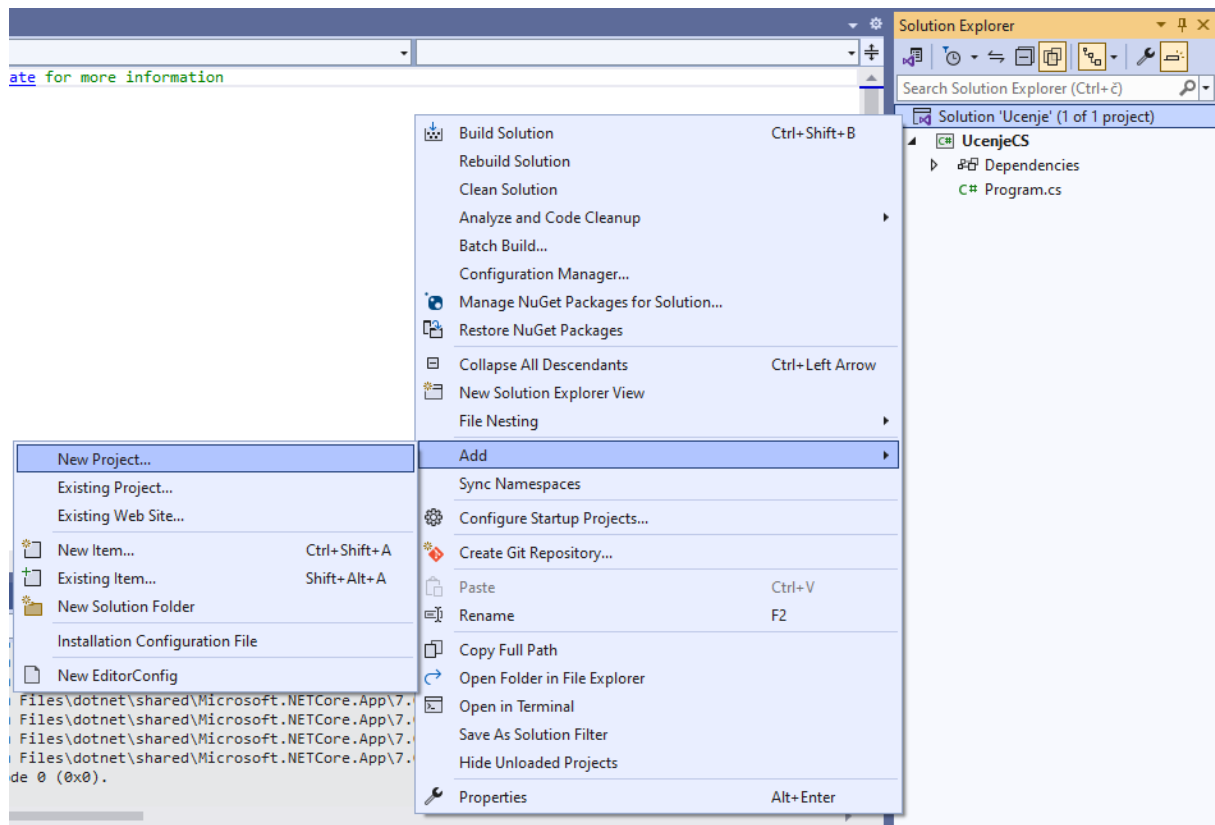 Solution Explorer
ate for more information
Search Solution Explorer (Ctrl+č)
Solution 'Ucenje' (1 of 1 project)
C# UcenjeCS
Dependencies
C# Program.cs
Build Solution Ctrl+Shift+B
Rebuild Solution
Clean Solution
Analyze and Code Cleanup
Batch Build...
Configuration Manager...
Manage NuGet Packages for Solution...
Restore NuGet Packages
Collapse All Descendants Ctrl+Left Arrow
New Solution Explorer View
File Nesting
Add
Sync Namespaces
Configure Startup Projects...
Create Git Repository...
Paste Ctrl+V
Rename F2
Copy Full Path
Open Folder in File Explorer
Open in Terminal
Save As Solution Filter
Hide Unloaded Projects
Properties Alt+Enter
New Project...
Existing Project...
Existing Web Site...
New Item... Ctrl+Shift+A
Existing Item... Shift+Alt+A
New Solution Folder
Installation Configuration File
New EditorConfig
Files\dotnet\shared\Microsoft.NETCore.App\7.
Files\dotnet\shared\Microsoft.NETCore.App\7.
Files\dotnet\shared\Microsoft.NETCore.App\7.
Files\dotnet\shared\Microsoft.NETCore.App\7.
de 0 (0x0).